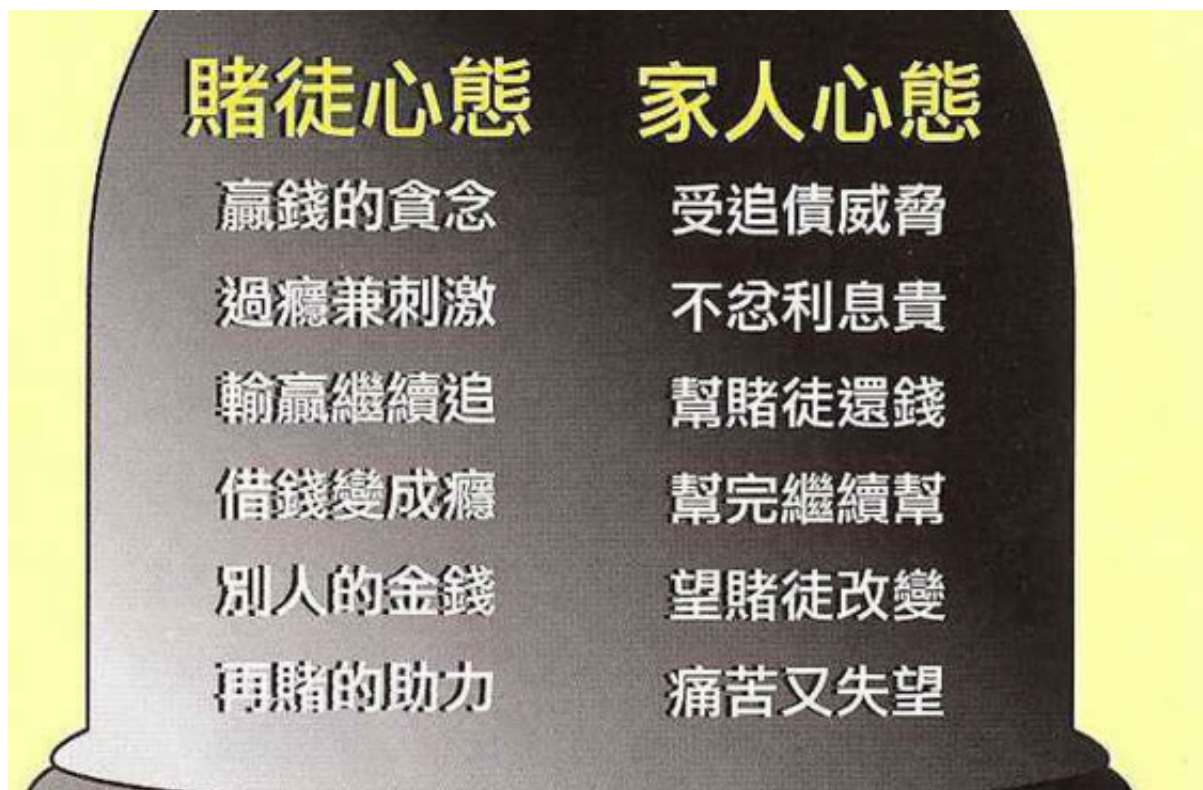 賭徒心態
贏錢的貪念
過癮兼刺激
輸贏繼續追
借錢變成癮
別人的金錢
再賭的助力
家人心態
受追債威脅
不忿利息貴
幫賭徒還錢
幫完繼續幫
望賭徒改變
痛苦又失望